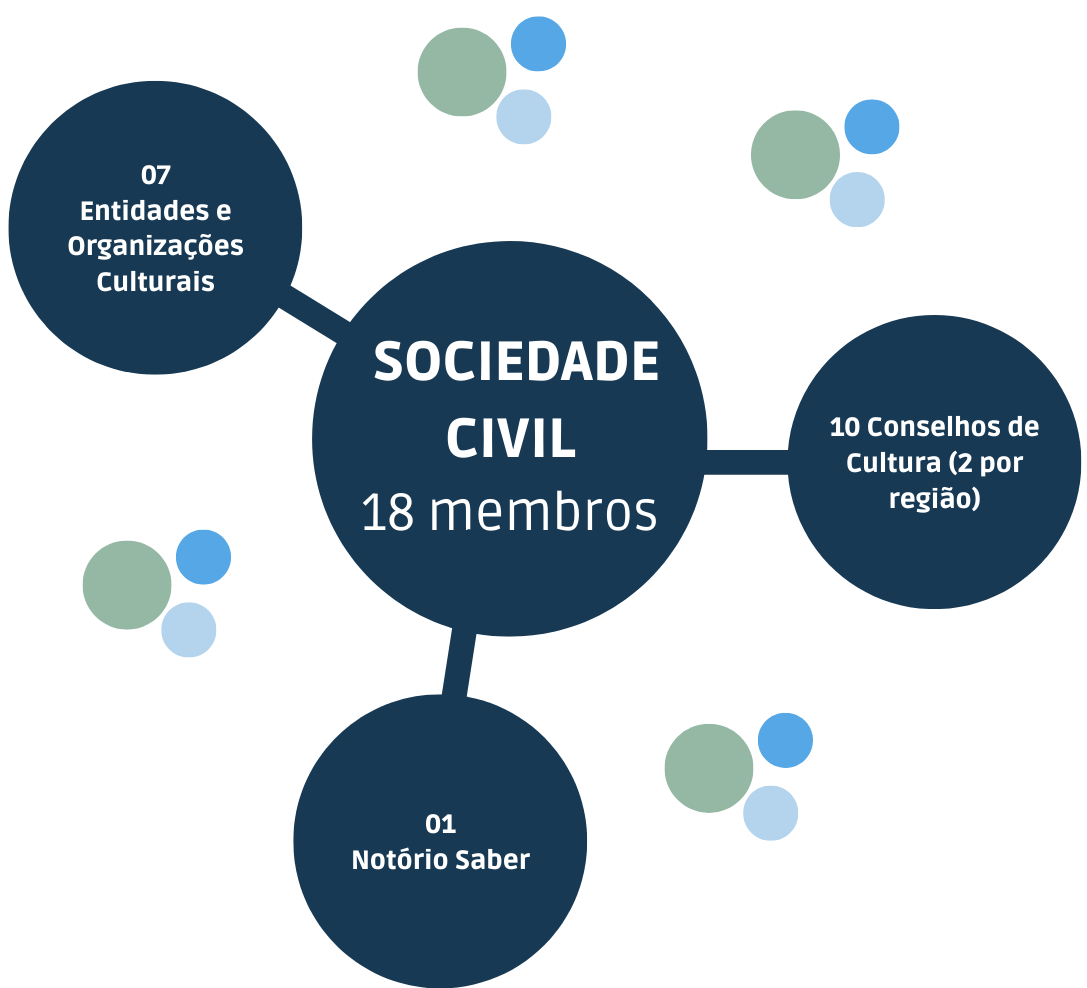 07
Entidades e
Organizações
Culturais
SOCIEDADE
CIVIL
18 membros
10 Conselhos de
Cultura (2 por
região)
01
Notório Saber